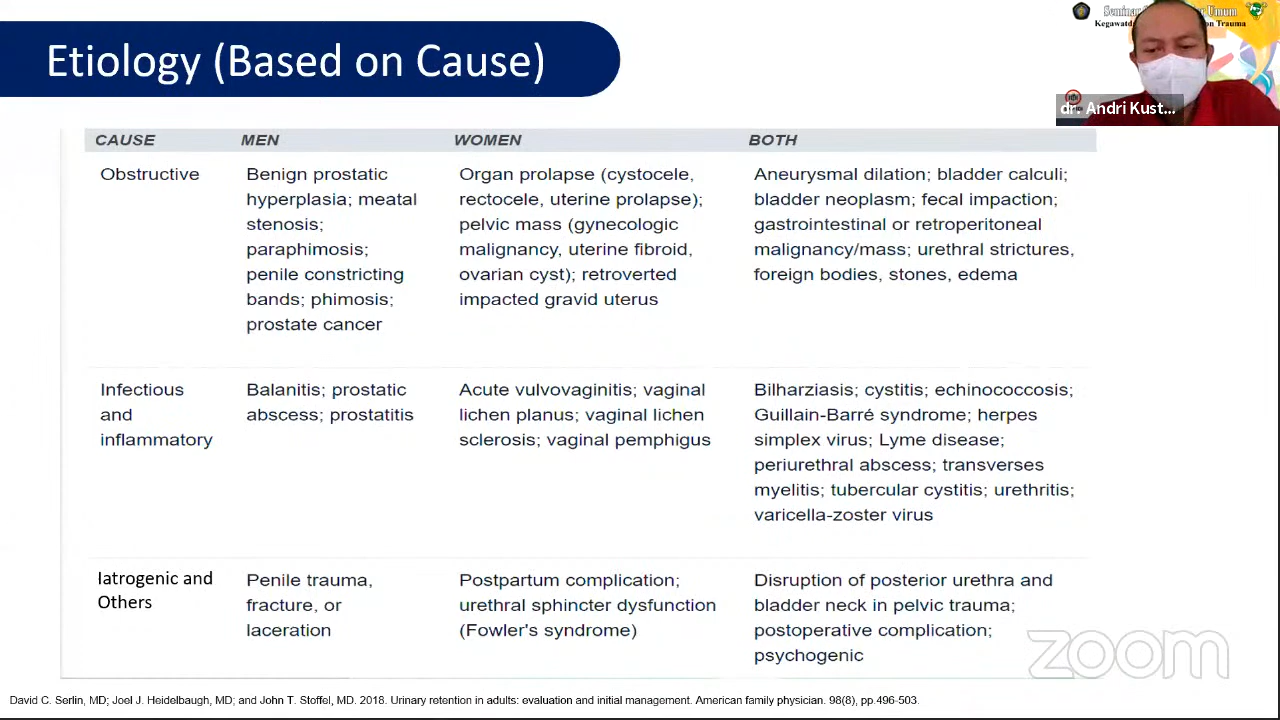 Etiology (Based on Cause)
Umum
Kegawatd
on Trauma
dr. Andri Kust...
CAUSE MEN WOMEN BOTH
Obstructive
Benign prostatic
hyperplasia; meatal
stenosis;
paraphimosis;
penile constricting
bands; phimosis;
prostate cancer
Organ prolapse (cystocele,
rectocele, uterine prolapse);
pelvic mass (gynecologic
malignancy, uterine fibroid,
ovarian cyst); retroverted
impacted gravid uterus
Aneurysmal dilation; bladder calculi;
bladder neoplasm; fecal impaction;
gastrointestinal or retroperitoneal
malignancy/mass; urethral strictures,
foreign bodies, stones, edema
Infectious
and
inflammatory
Balanitis; prostatic
abscess; prostatitis
Acute vulvovaginitis; vaginal
lichen planus; vaginal lichen
sclerosis; vaginal pemphigus
Bilharziasis; cystitis; echinococcosis;
Guillain-Barré syndrome; herpes
simplex virus; Lyme disease;
periurethral abscess; transverses
myelitis; tubercular cystitis; urethritis;
varicella-zoster virus
Iatrogenic and
Others
Penile trauma,
fracture, or
laceration
Postpartum complication;
urethral sphincter dysfunction
(Fowler's syndrome)
Disruption of posterior urethra and
bladder neck in pelvic trauma;
postoperative complication;
psychogenic
zoom
David C. Serlin, MD; Joel J. Heidelbaugh, MD; and John T. Stoffel, MD. 2018. Urinary retention in adults: evaluation and initial management. American family physician. 98(8), pp.496-503.